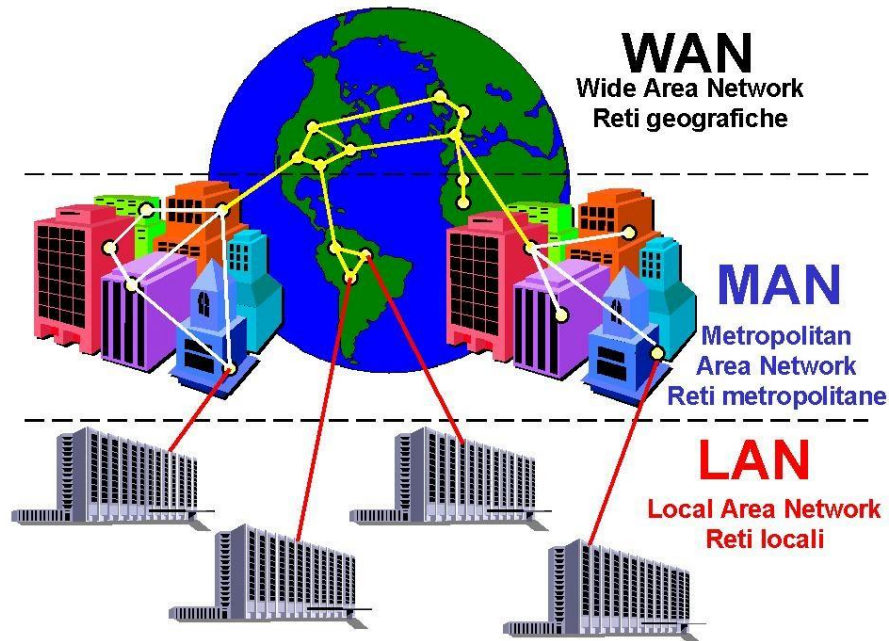 WAN
Wide Area Network
Reti geografiche
MAN
Metropolitan
Area Network
Reti metropolitane
LAN
Local Area Network
Reti locali